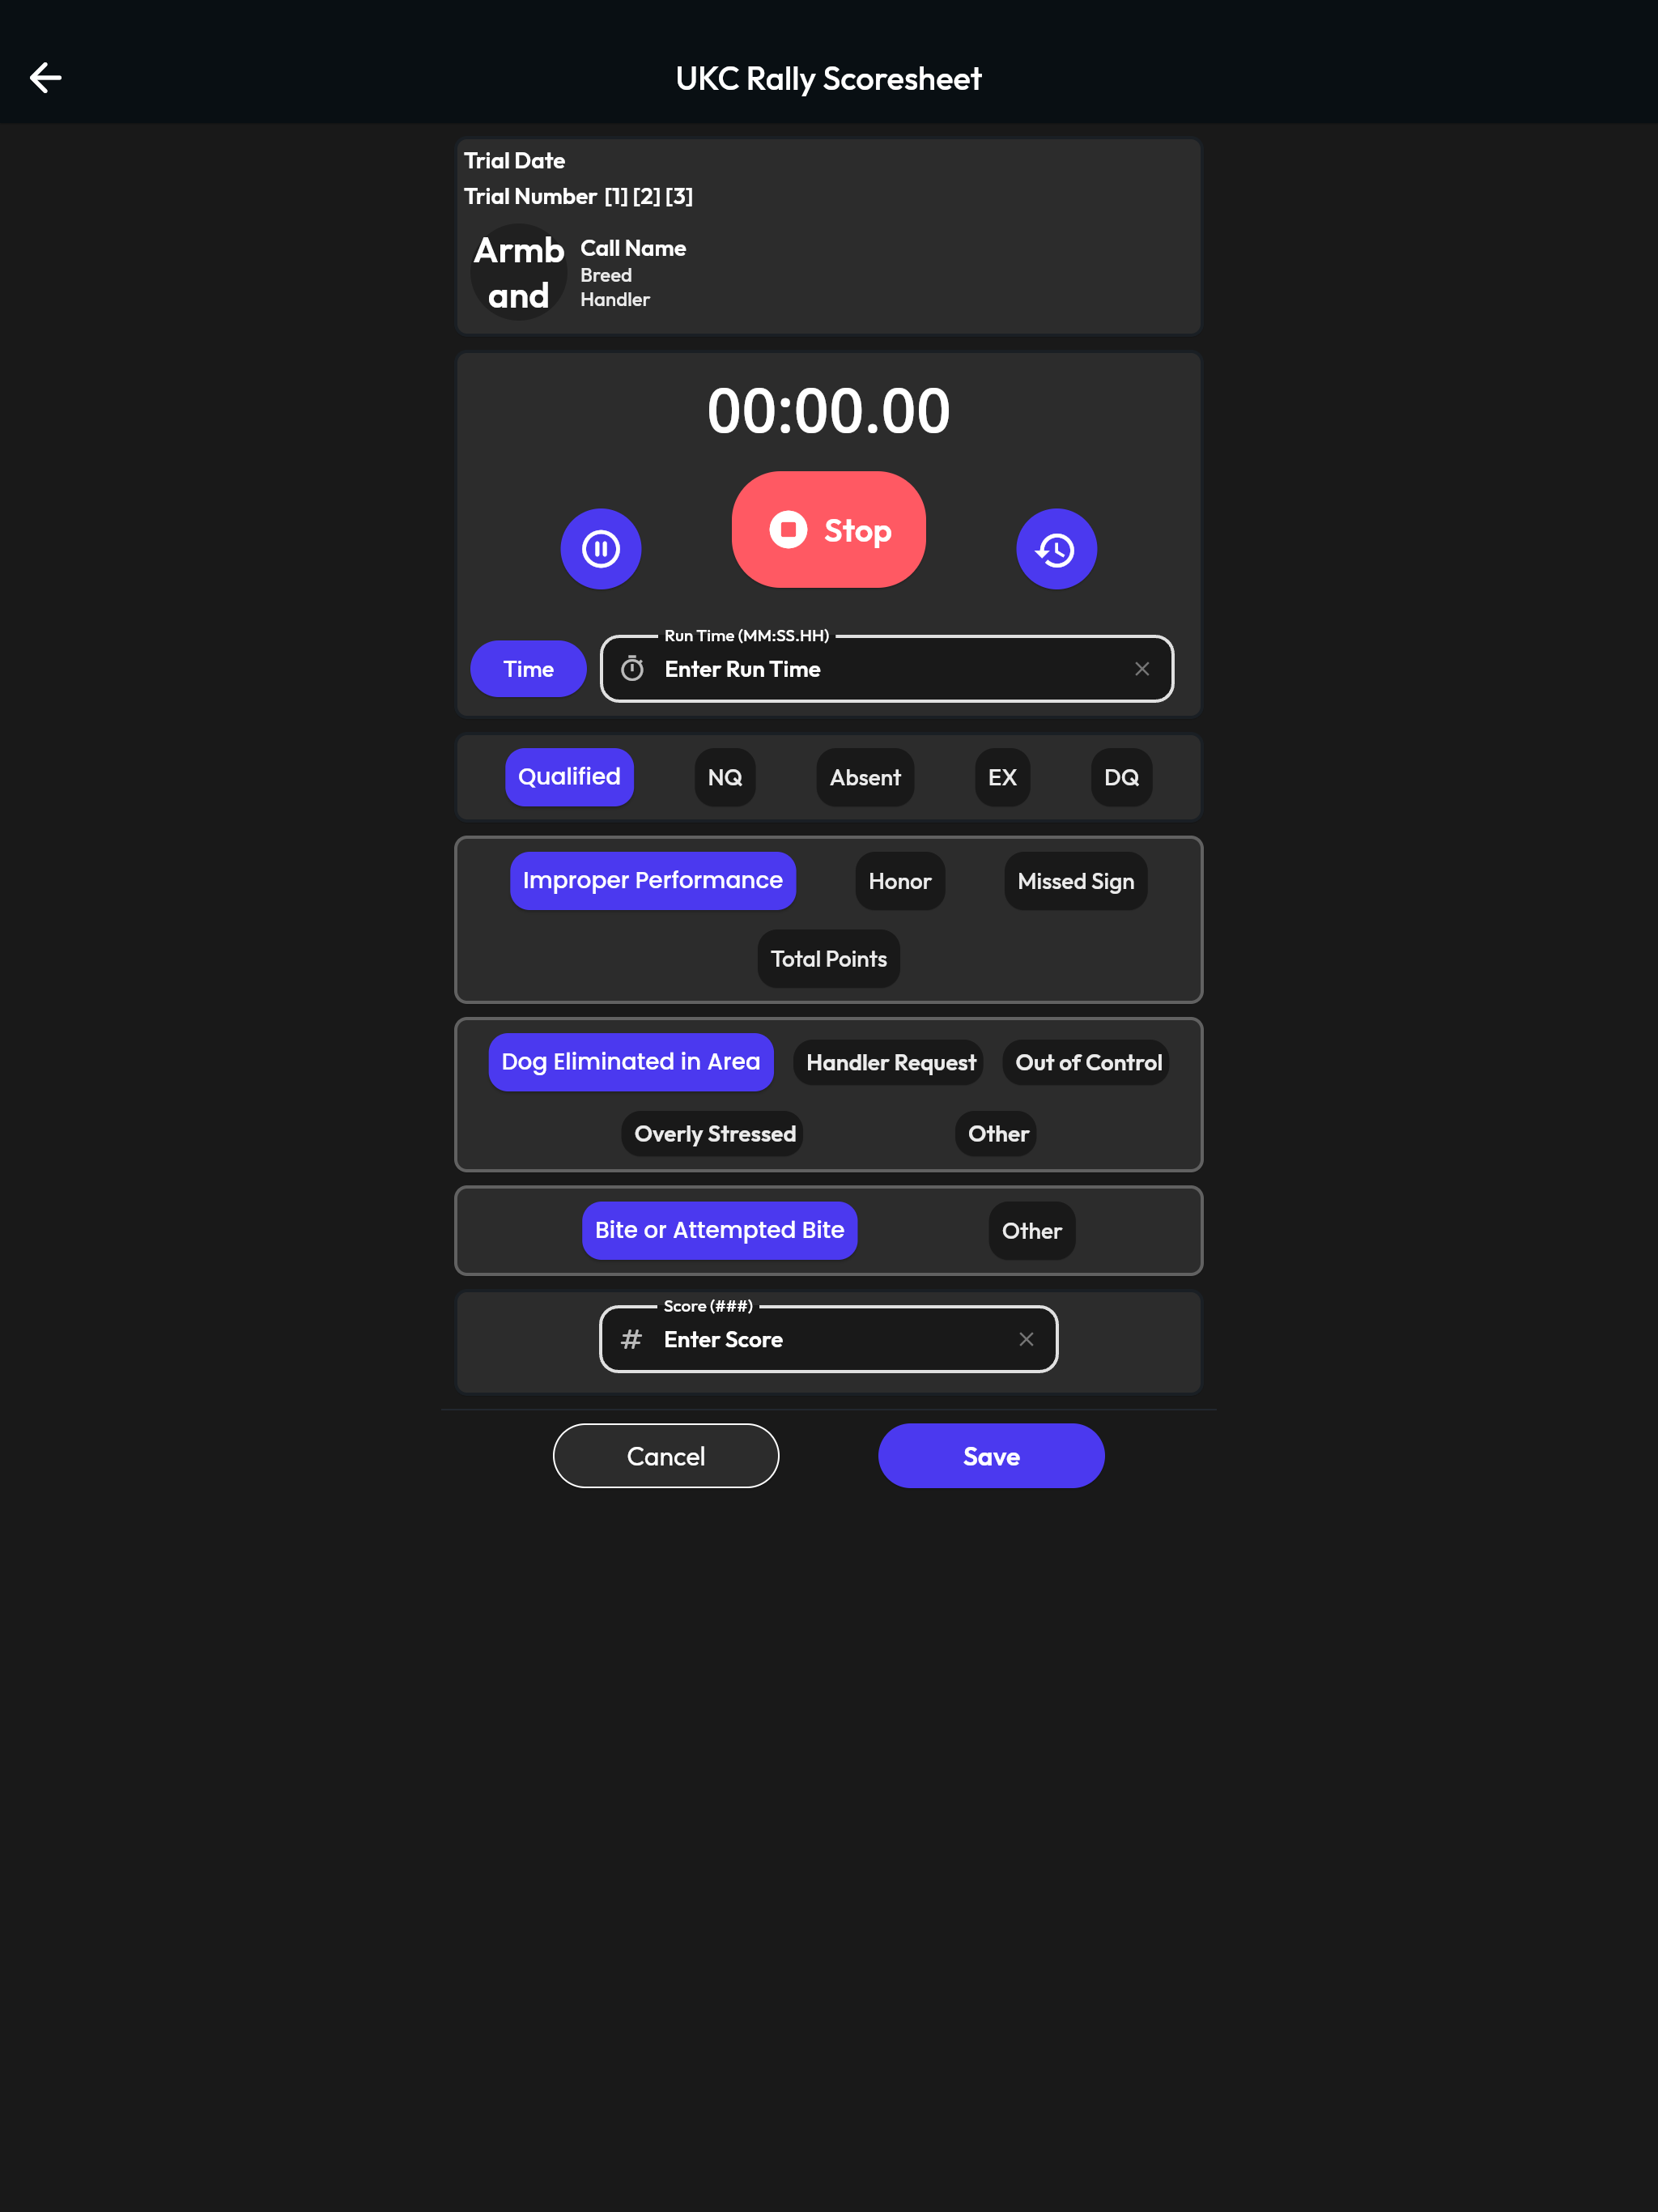 UKC Rally Scoresheet
Trial Date
Trial Number [1] [2] [3]
Armb
and
Call Name
Breed
Handler
00:00.00
Stop
Time
Run Time (MM:SS.HH)
Enter Run Time
Qualified NQ Absent EX DQ
Improper Performance Honor Missed Sign
Total Points
Dog Eliminated in Area Handler Request Out of Control
Overly Stressed Other
Bite or Attempted Bite Other
Score (###)
# Enter Score
Cancel Save